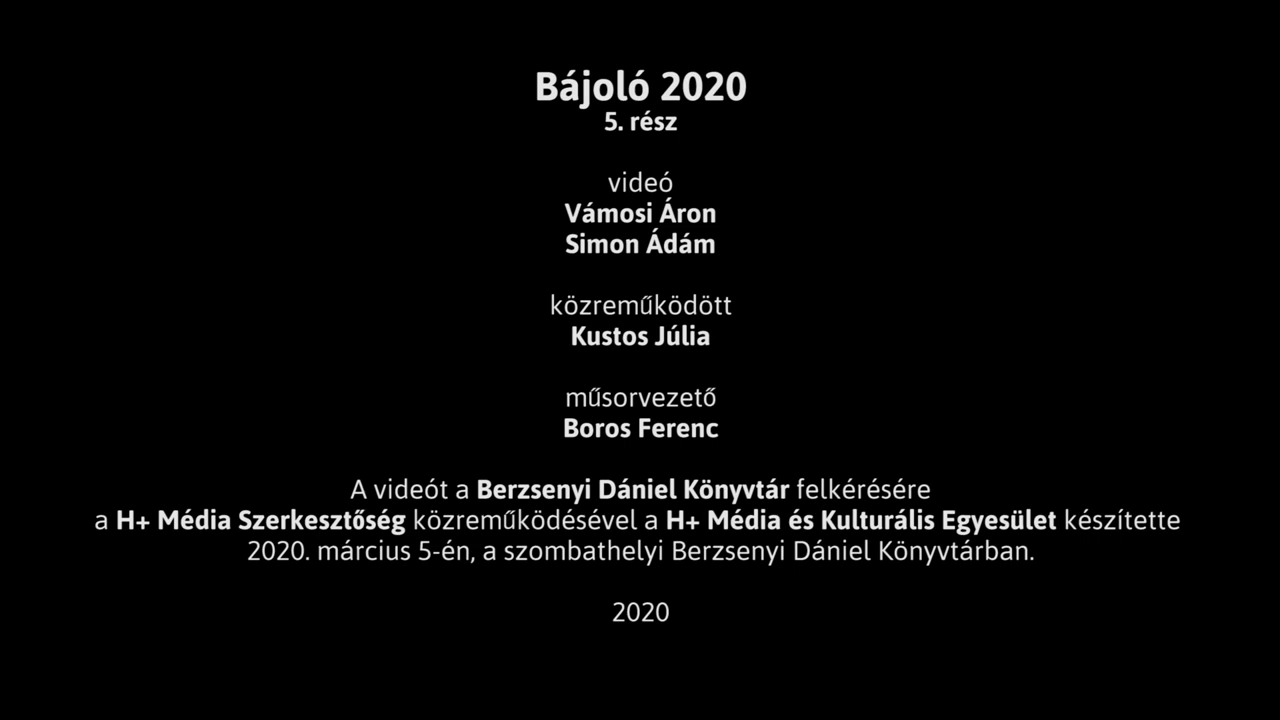 Bájoló 2020
5. rész
videó
Vámosi Áron
Simon Ádám
közreműködött
Kustos Júlia
műsorvezető
Boros Ferenc
A videót a Berzsenyi Dániel Könyvtár felkérésére
a H+ Média Szerkesztőség közreműködésével a H+ Média és Kulturális Egyesület készítette
2020. március 5-én, a szombathelyi Berzsenyi Dániel Könyvtárban.
2020